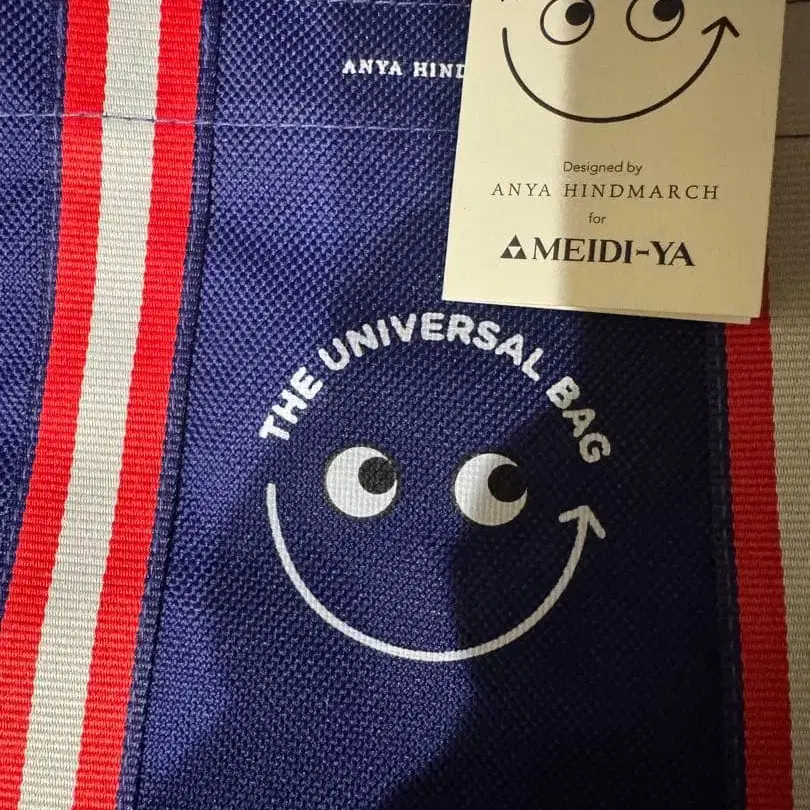 ANYA HIND
Designed by
ANYA HINDMARCH
for
MEIDI-YA
THE UNIVERSAL BAG